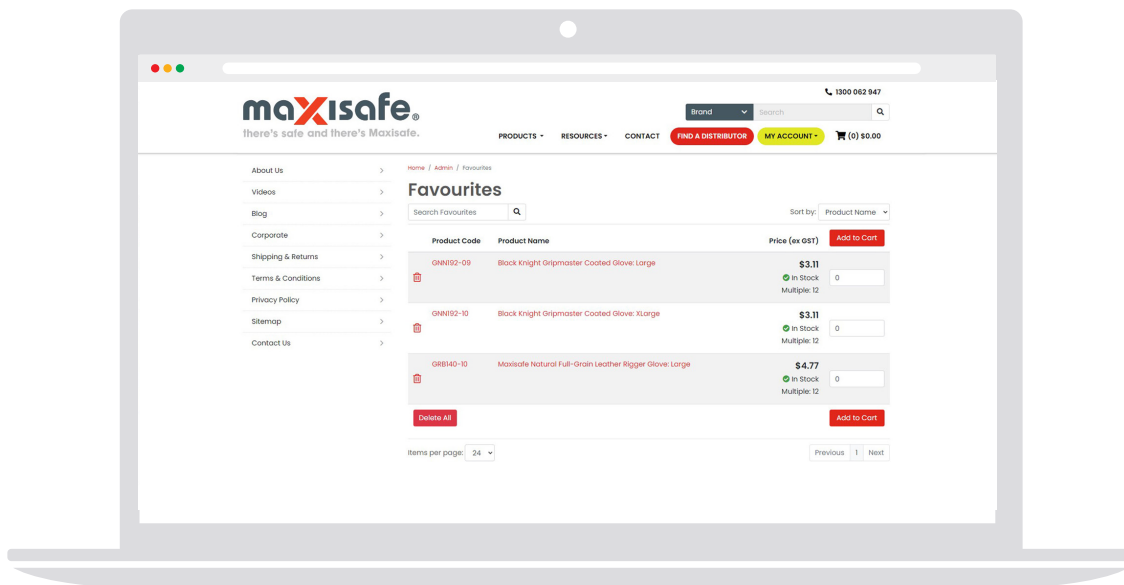 1300 062 947
maxisafe®
there's safe and there's Maxisafe.
Brand Search
PRODUCTS RESOURCES CONTACT FIND A DISTRIBUTOR MY ACCOUNT (0) $0.00
About Us
Videos
Blog
Corporate
Shipping & Returns
Terms & Conditions
Privacy Policy
Sitemap
Contact Us
Home / Admin / Favourites
Favourites
Search Favourites Sort by: Product Name
Product Code Product Name Price (ex GST) Add to Cart
GNN192-09 Black Knight Gripmaster Coated Glove: Large $3.11
In Stock 0
Multiple: 12
GNN192-10 Black Knight Gripmaster Coated Glove: XLarge $3.11
In Stock 0
Multiple: 12
GRB140-10 Maxisafe Natural Full-Grain Leather Rigger Glove: Large $4.77
In Stock 0
Multiple: 12
Delete All Add to Cart
Items per page: 24 Previous 1 Next